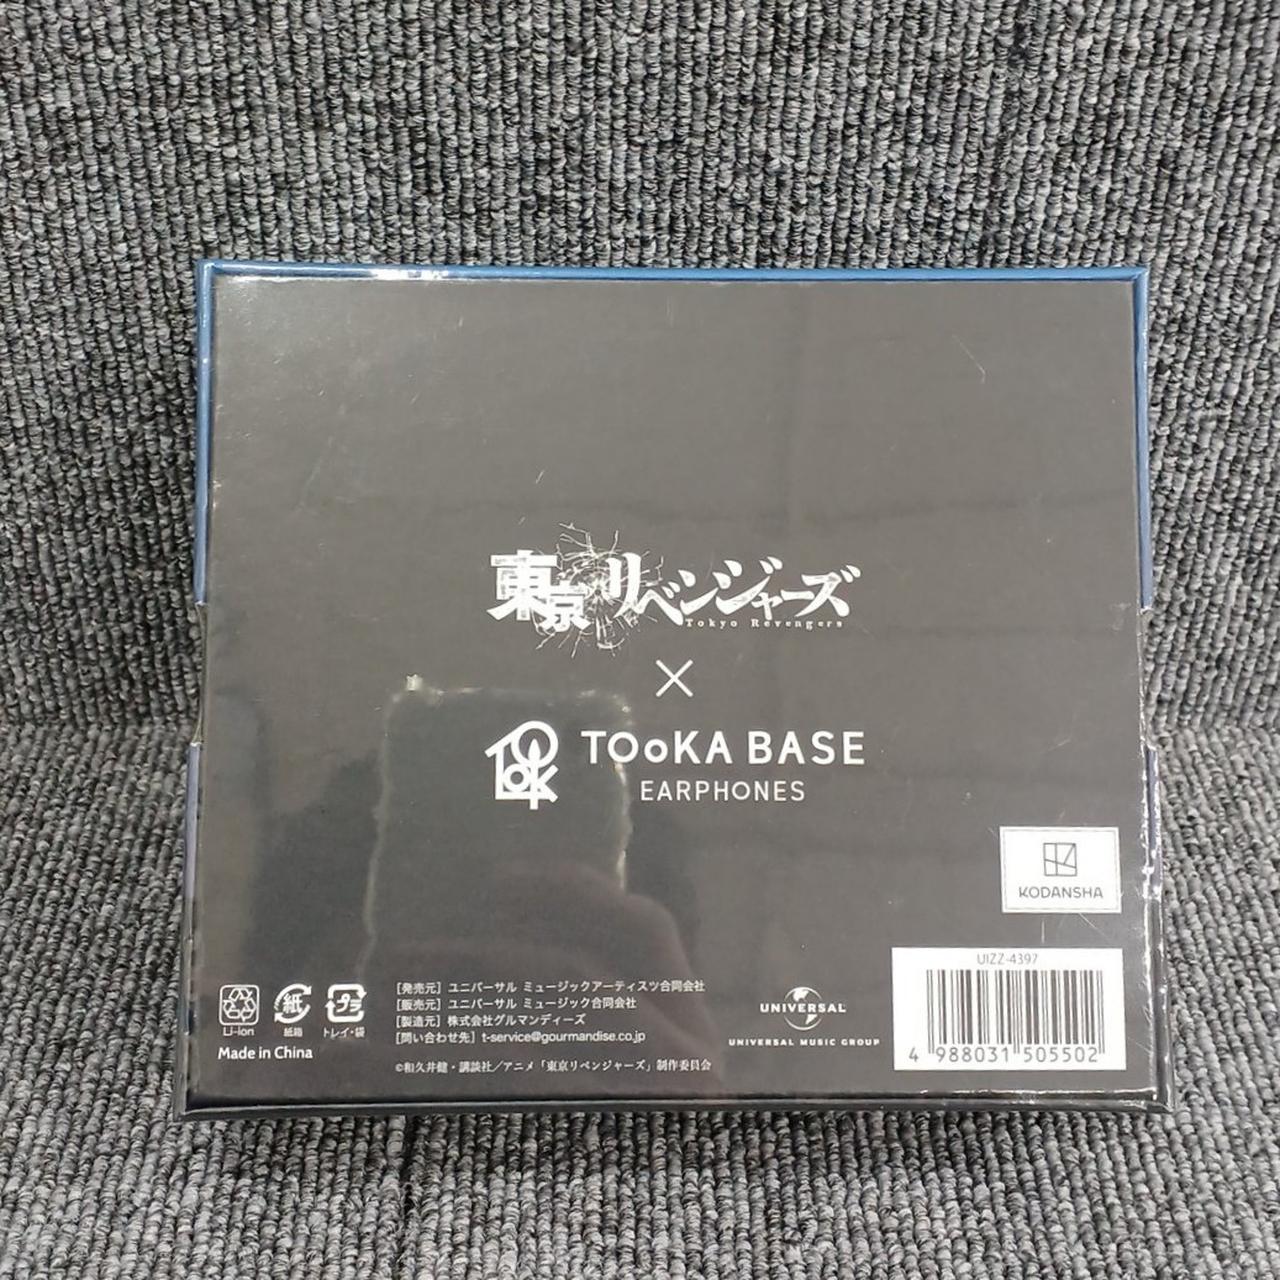 東京リベンジャーズ
Tokyo Revengers
×
TOoKA BASE
EARPHONES
KODANSHA
UIZZ-4397
4 988031 505502
Li-ion
紙
紙箱
プラ
トレイ・袋
Made in China
[発売元] ユニバーサル ミュージックアーティスツ合同会社
[販売元] ユニバーサル ミュージック合同会社
[製造元] 株式会社グルマンディーズ
[問い合わせ先] t-service@gourmandise.co.jp
©和久井健・講談社／アニメ「東京リベンジャーズ」製作委員会
UNIVERSAL
UNIVERSAL MUSIC GROUP